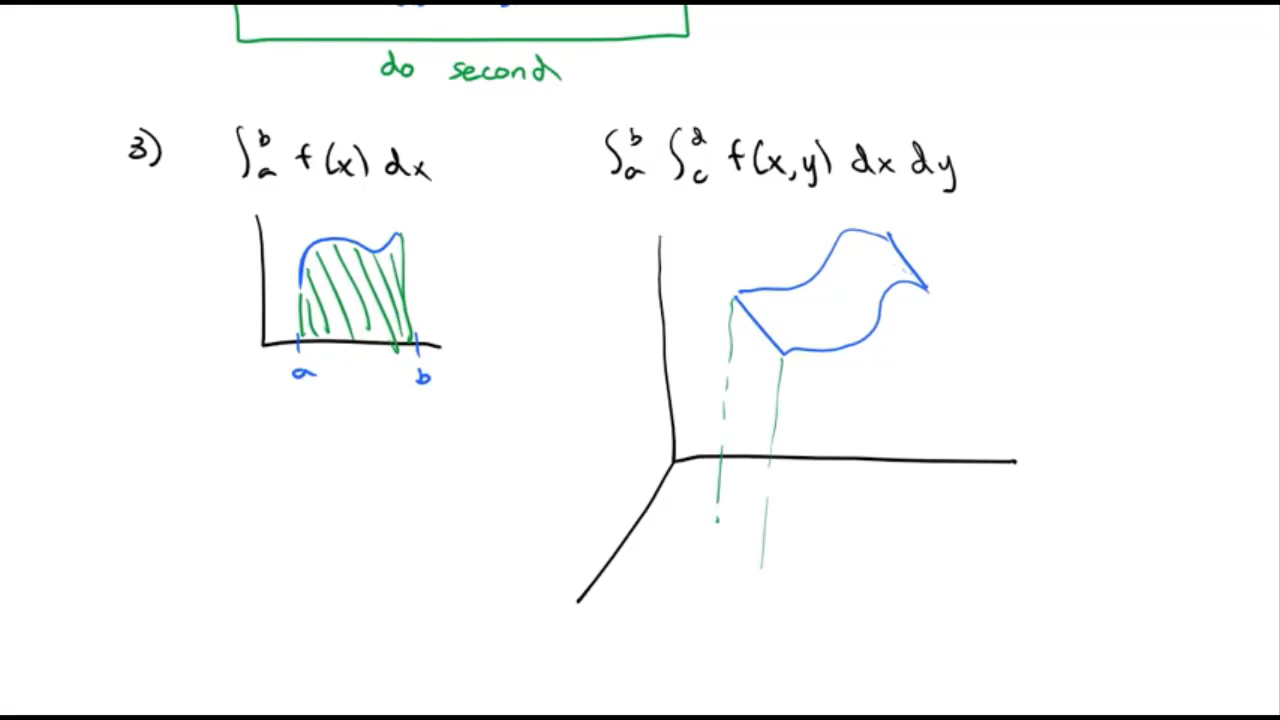 do second
3) ∫ₐᵇ f(x) dx ∫ₐᵇ ∫꜀ᵈ f(x,y) dx dy
a b